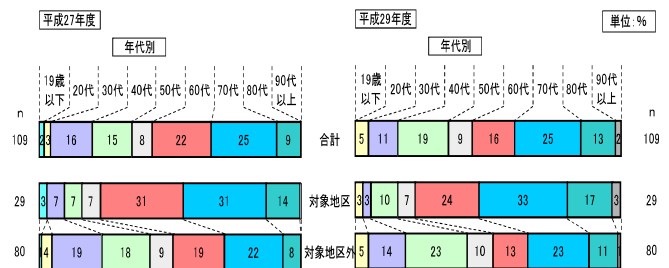 平成27年度
平成29年度
単位：％
年代別
年代別
19歳以下 20代 30代 40代 50代 60代 70代 80代 90代以上
19歳以下 20代 30代 40代 50代 60代 70代 80代 90代以上
n
n
109 2 3 16 15 8 22 25 9 合計 5 11 19 9 16 25 13 2 109
29 3 7 7 7 31 31 14 対象地区 3 3 10 7 24 33 17 3 29
80 1 4 19 18 9 19 22 8 対象地区外 5 14 23 10 13 23 11 1 80